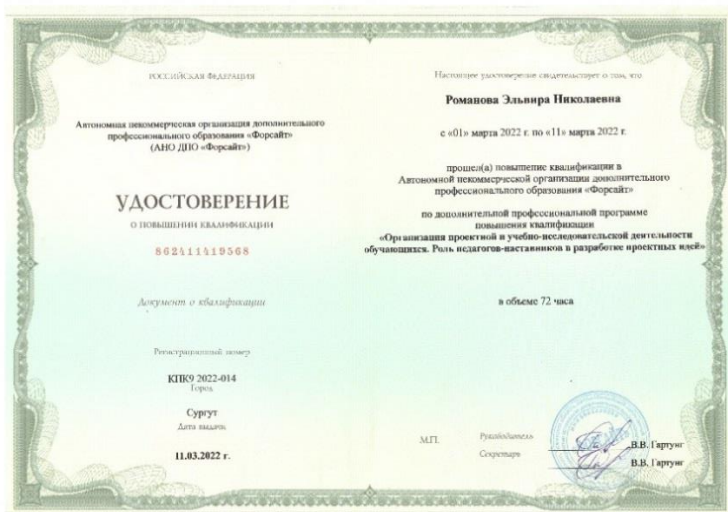 РОССИЙСКАЯ ФЕДЕРАЦИЯ
Автономная некоммерческая организация дополнительного
профессионального образования «Форсайт»
(АНО ДПО «Форсайт»)
УДОСТОВЕРЕНИЕ
О ПОВЫШЕНИИ КВАЛИФИКАЦИИ
862411419568
Документ о квалификации
Регистрационный номер
КПК9 2022-014
Город
Сургут
Дата выдачи
11.03.2022 г.
Настоящее удостоверение свидетельствует о том, что
Романова Эльвира Николаевна
с «01» марта 2022 г. по «11» марта 2022 г.
прошел(а) повышение квалификации в
Автономной некоммерческой организации дополнительного
профессионального образования «Форсайт»
по дополнительной профессиональной программе
повышения квалификации
«Организация проектной и учебно-исследовательской деятельности
обучающихся. Роль педагогов-наставников в разработке проектных идей»
в объеме 72 часа
М.П.
Руководитель
В.В. Гартунг
Секретарь
В.В. Гартунг